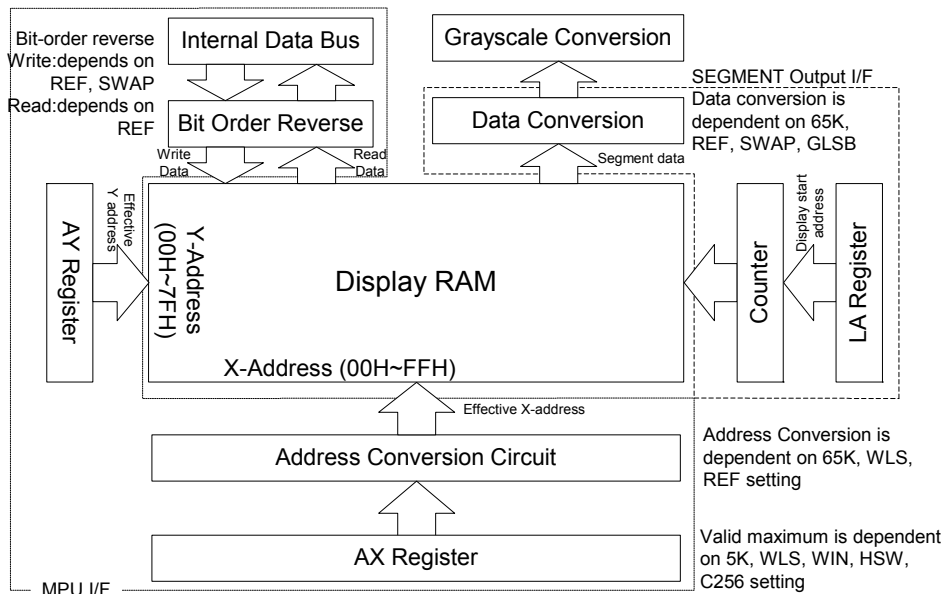 Bit-order reverse
Write:depends on
REF, SWAP
Read:depends on
REF
Internal Data Bus
Bit Order Reverse
Write
Data
Read
Data
Grayscale Conversion
Data Conversion
Segment data
SEGMENT Output I/F
Data conversion is
dependent on 65K,
REF, SWAP, GLSB
AY Register
Effective
Y address
Y-Address
(00H~7FH)
Display RAM
X-Address (00H~FFH)
Counter
Display start
address
LA Register
Effective X-address
Address Conversion Circuit
Address Conversion is
dependent on 65K, WLS,
REF setting
AX Register
Valid maximum is dependent
on 5K, WLS, WIN, HSW,
C256 setting
MPU I/F